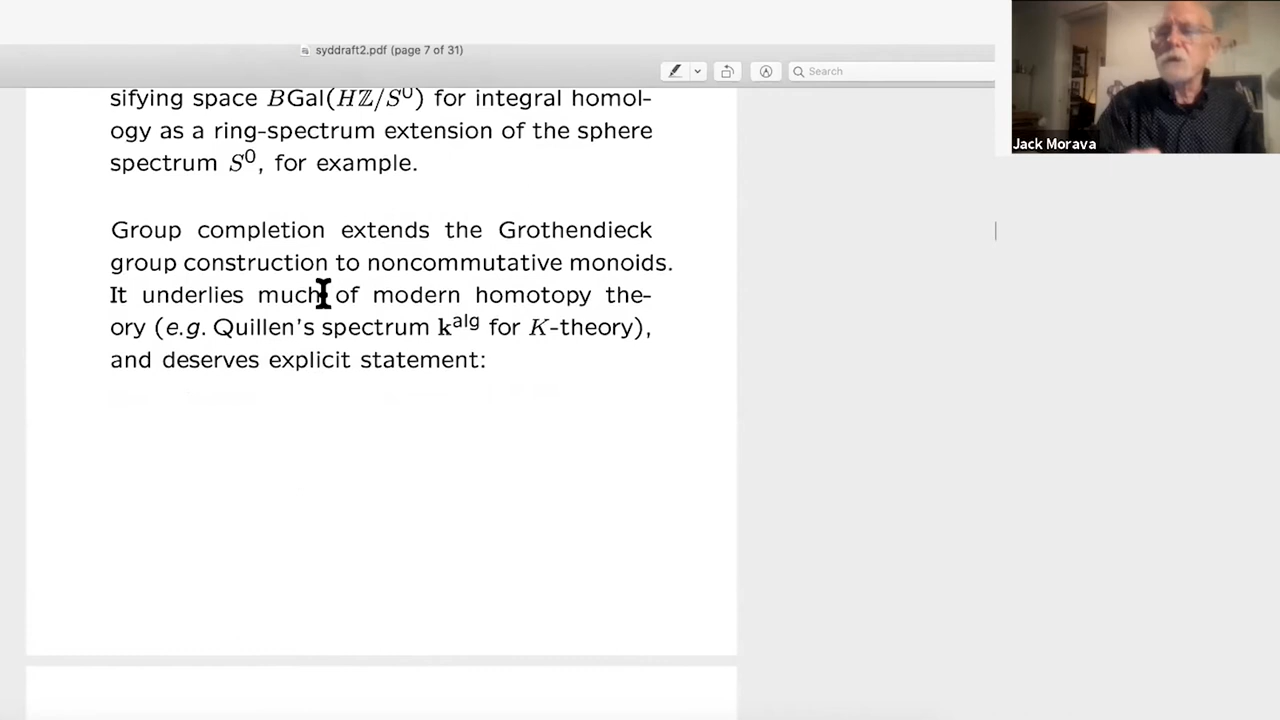 syddraft2.pdf (page 7 of 31)
Search
Jack Morava
sifying space BGal(Hℤ/S⁰) for integral homol-
ogy as a ring-spectrum extension of the sphere
spectrum S⁰, for example.
Group completion extends the Grothendieck
group construction to noncommutative monoids.
It underlies much of modern homotopy the-
ory (e.g. Quillen's spectrum k^alg for K-theory),
and deserves explicit statement: